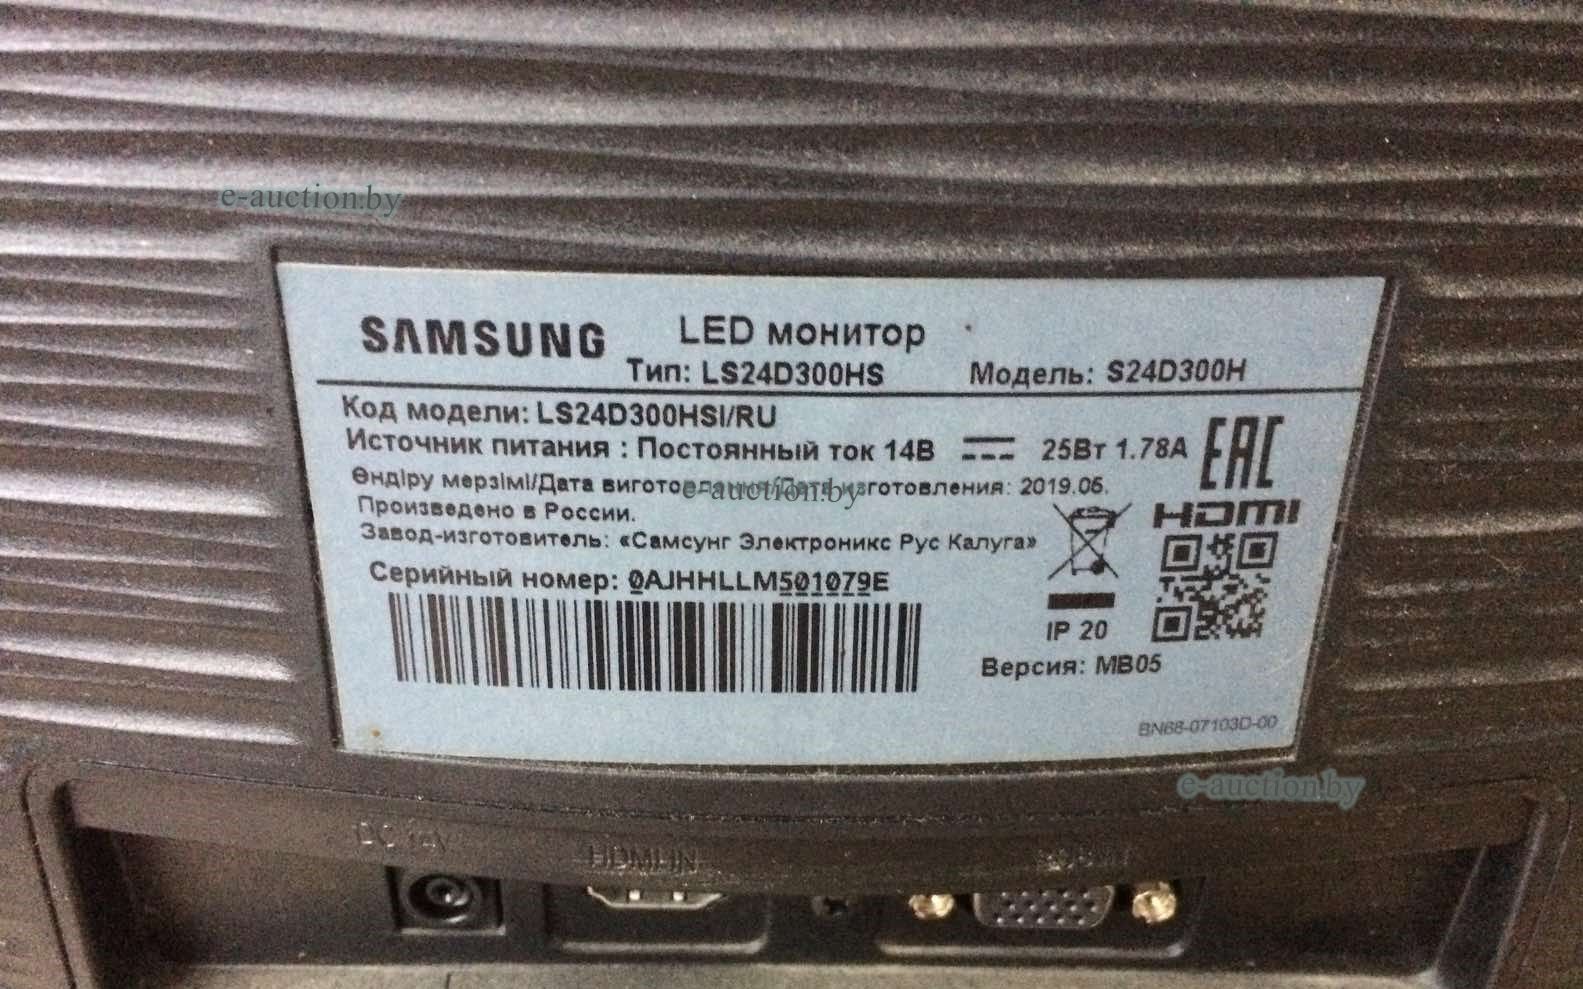 e-auction.by
SAMSUNG LED монитор
Тип: LS24D300HS Модель: S24D300H
Код модели: LS24D300HSI/RU
Источник питания : Постоянный ток 14В 25Вт 1.78А
EAC
Өндіру мерзімі/Дата изготовления: 2019.05.
e-auction.by
Произведено в России.
HDMI
Завод-изготовитель: «Самсунг Электроникс Рус Калуга»
Серийный номер: 0AJHHLLM501079E
IP 20
Версия: MB05
BN68-07103D-00
e-auction.by
DC 14V HDMI IN